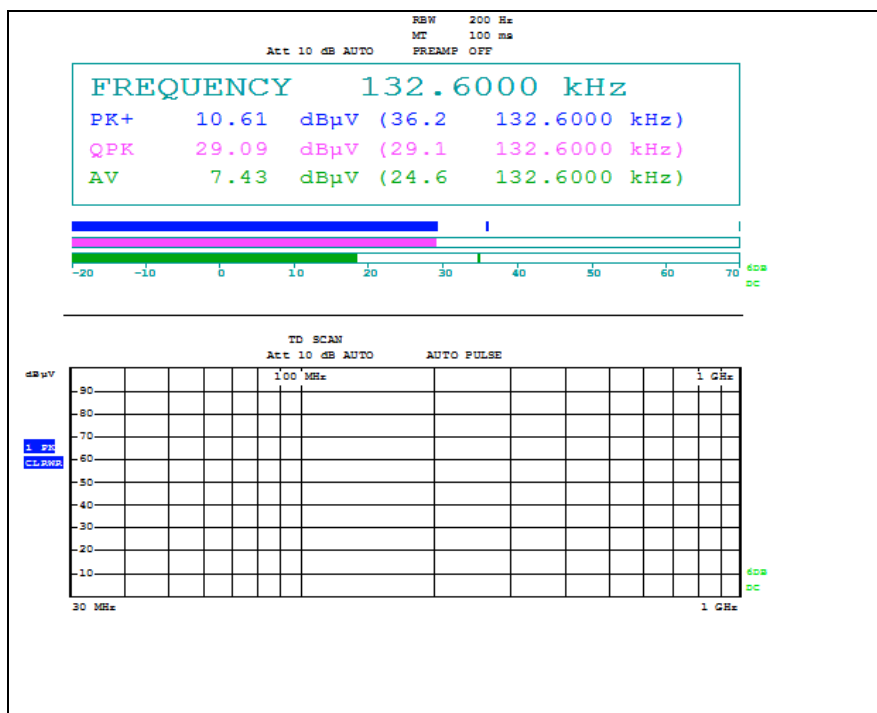 RBW 200 Hz
MT 100 ms
Att 10 dB AUTO PREAMP OFF
FREQUENCY 132.6000 kHz
PK+ 10.61 dBµV (36.2 132.6000 kHz)
QPK 29.09 dBµV (29.1 132.6000 kHz)
AV 7.43 dBµV (24.6 132.6000 kHz)
-20 -10 0 10 20 30 40 50 60 70
6DB
DC
TD SCAN
Att 10 dB AUTO AUTO PULSE
dBµV
100 MHz 1 GHz
90
80
70
1 PK
60
CLRWR
50
40
30
20
10
6DB
DC
30 MHz 1 GHz